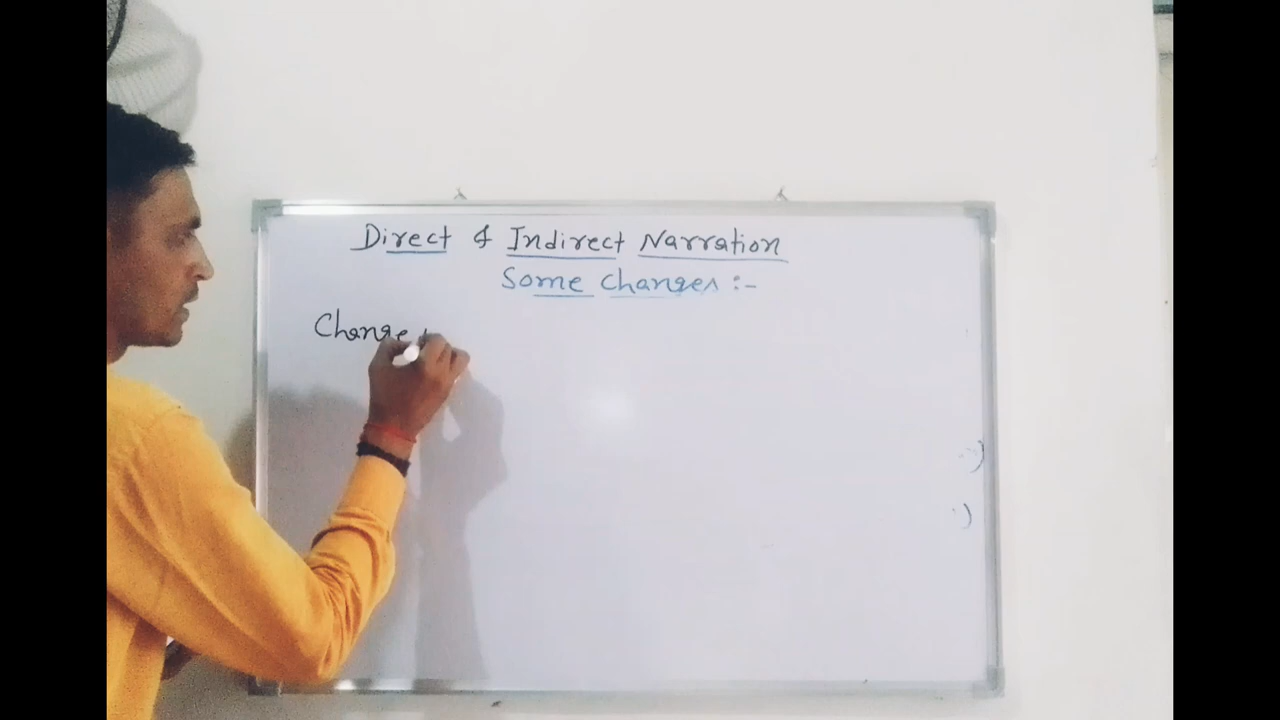 Direct & Indirect Narration
Some Changes :-
Change
:)
:)